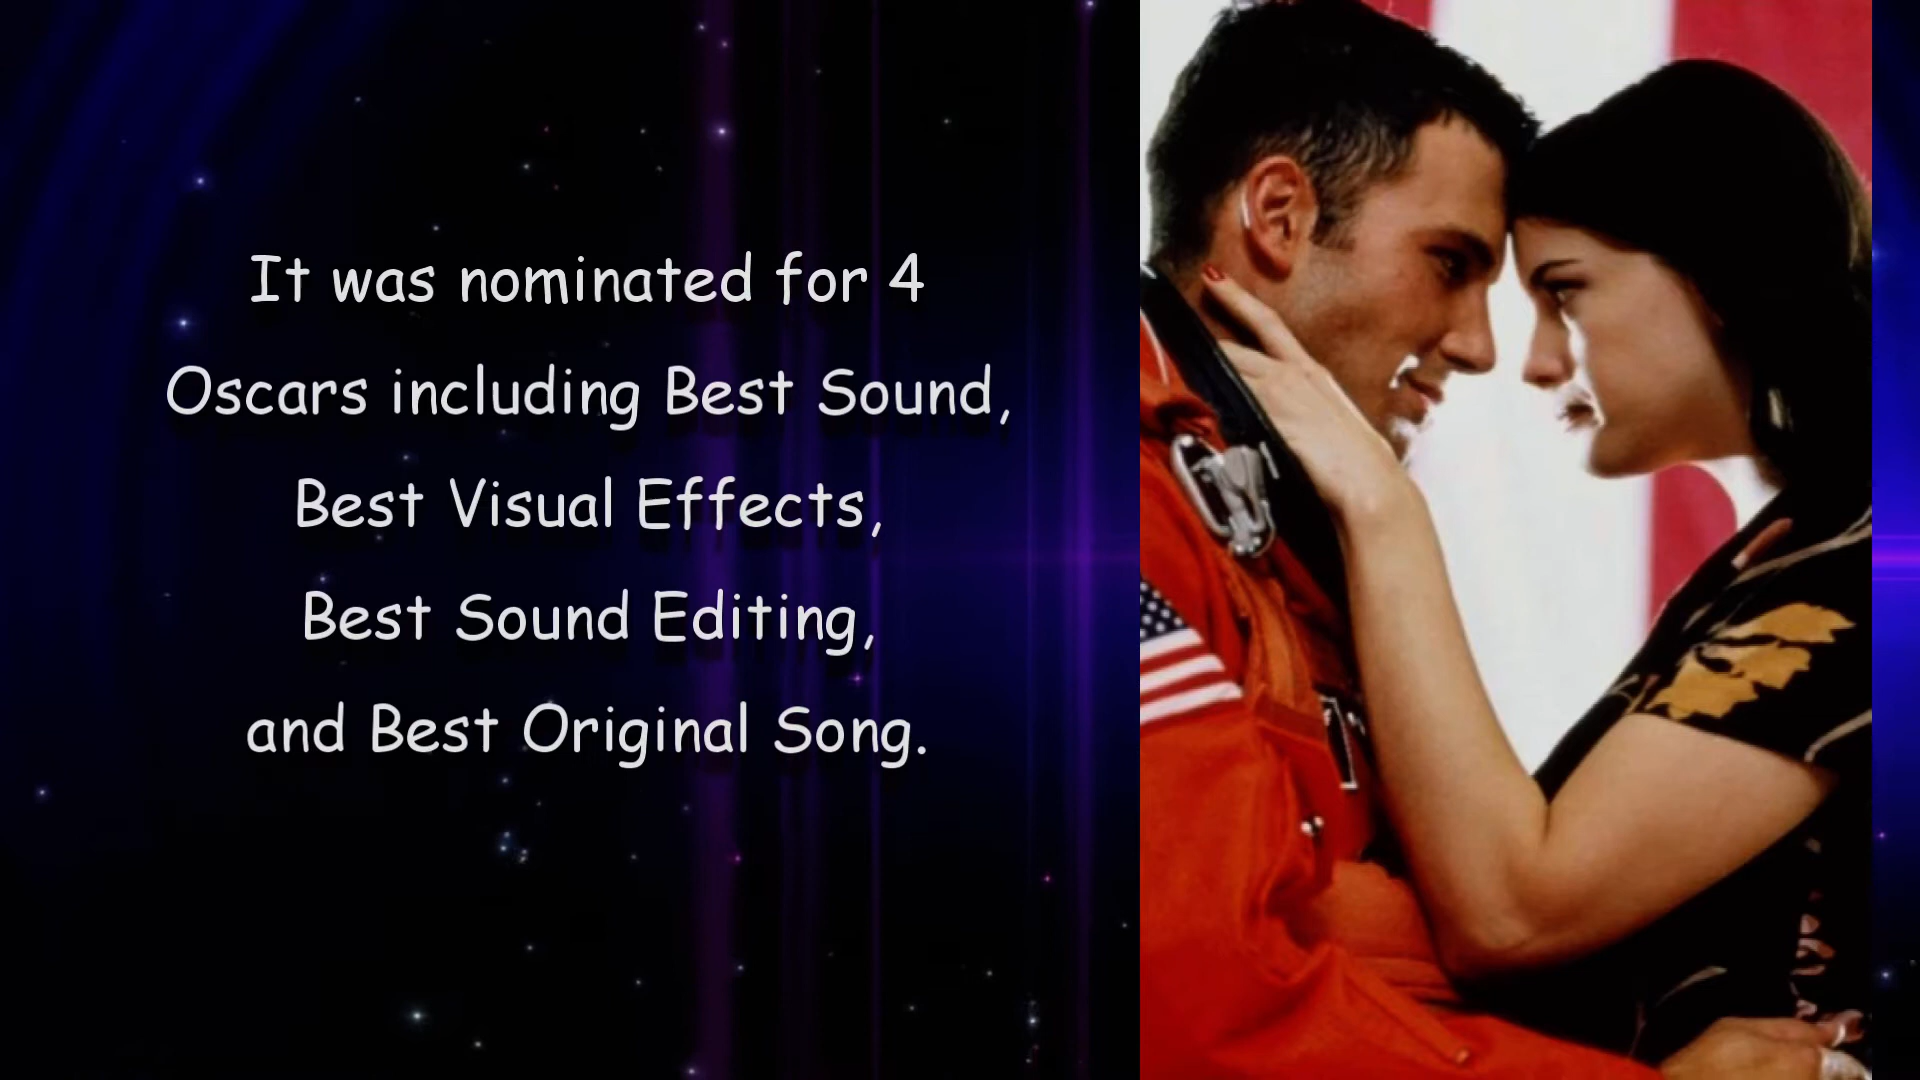 It was nominated for 4
Oscars including Best Sound,
Best Visual Effects,
Best Sound Editing,
and Best Original Song.